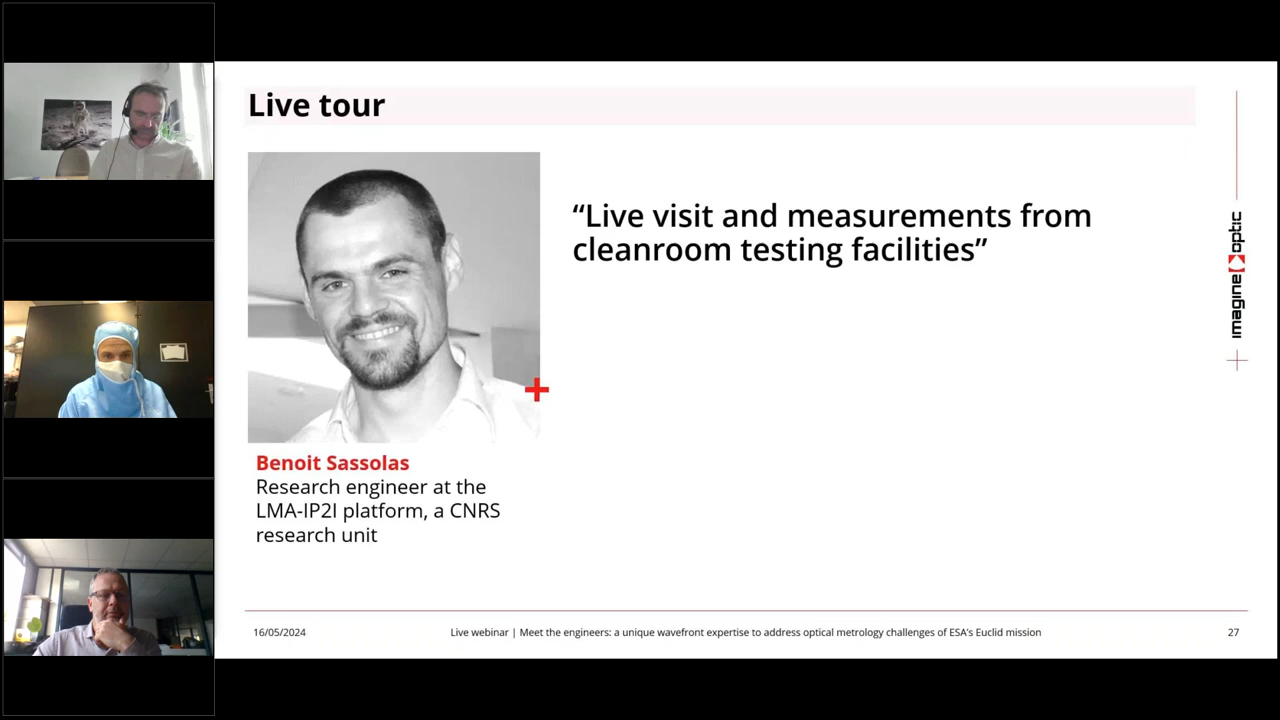 Live tour
“Live visit and measurements from
cleanroom testing facilities”
imagine optic
Benoit Sassolas
Research engineer at the
LMA-IP2I platform, a CNRS
research unit
16/05/2024
Live webinar | Meet the engineers: a unique wavefront expertise to address optical metrology challenges of ESA's Euclid mission
27